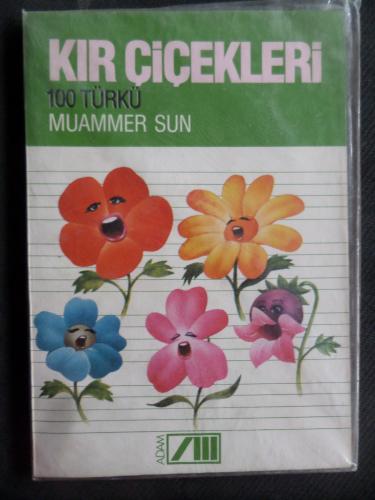 KIR ÇİÇEKLERİ
100 TÜRKÜ
MUAMMER SUN
ADAM